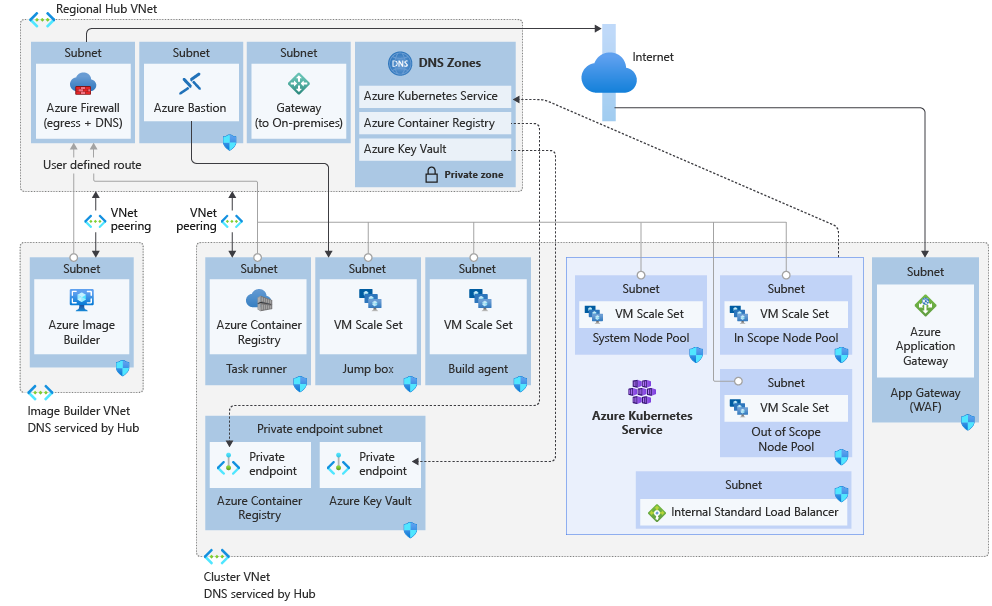 Regional Hub VNet
Subnet
Azure Firewall
(egress + DNS)
Subnet
Azure Bastion
Subnet
Gateway
(to On-premises)
DNS
DNS Zones
Azure Kubernetes Service
Azure Container Registry
Azure Key Vault
Private zone
Internet
User defined route
VNet
peering
VNet
peering
Subnet
Azure Image
Builder
Image Builder VNet
DNS serviced by Hub
Subnet
Azure Container
Registry
Task runner
Subnet
VM Scale Set
Jump box
Subnet
VM Scale Set
Build agent
Private endpoint subnet
Private
endpoint
Azure Container
Registry
Private
endpoint
Azure Key Vault
Subnet
VM Scale Set
System Node Pool
Subnet
VM Scale Set
In Scope Node Pool
Azure Kubernetes
Service
Subnet
VM Scale Set
Out of Scope
Node Pool
Subnet
Internal Standard Load Balancer
Subnet
Azure
Application
Gateway
App Gateway
(WAF)
Cluster VNet
DNS serviced by Hub